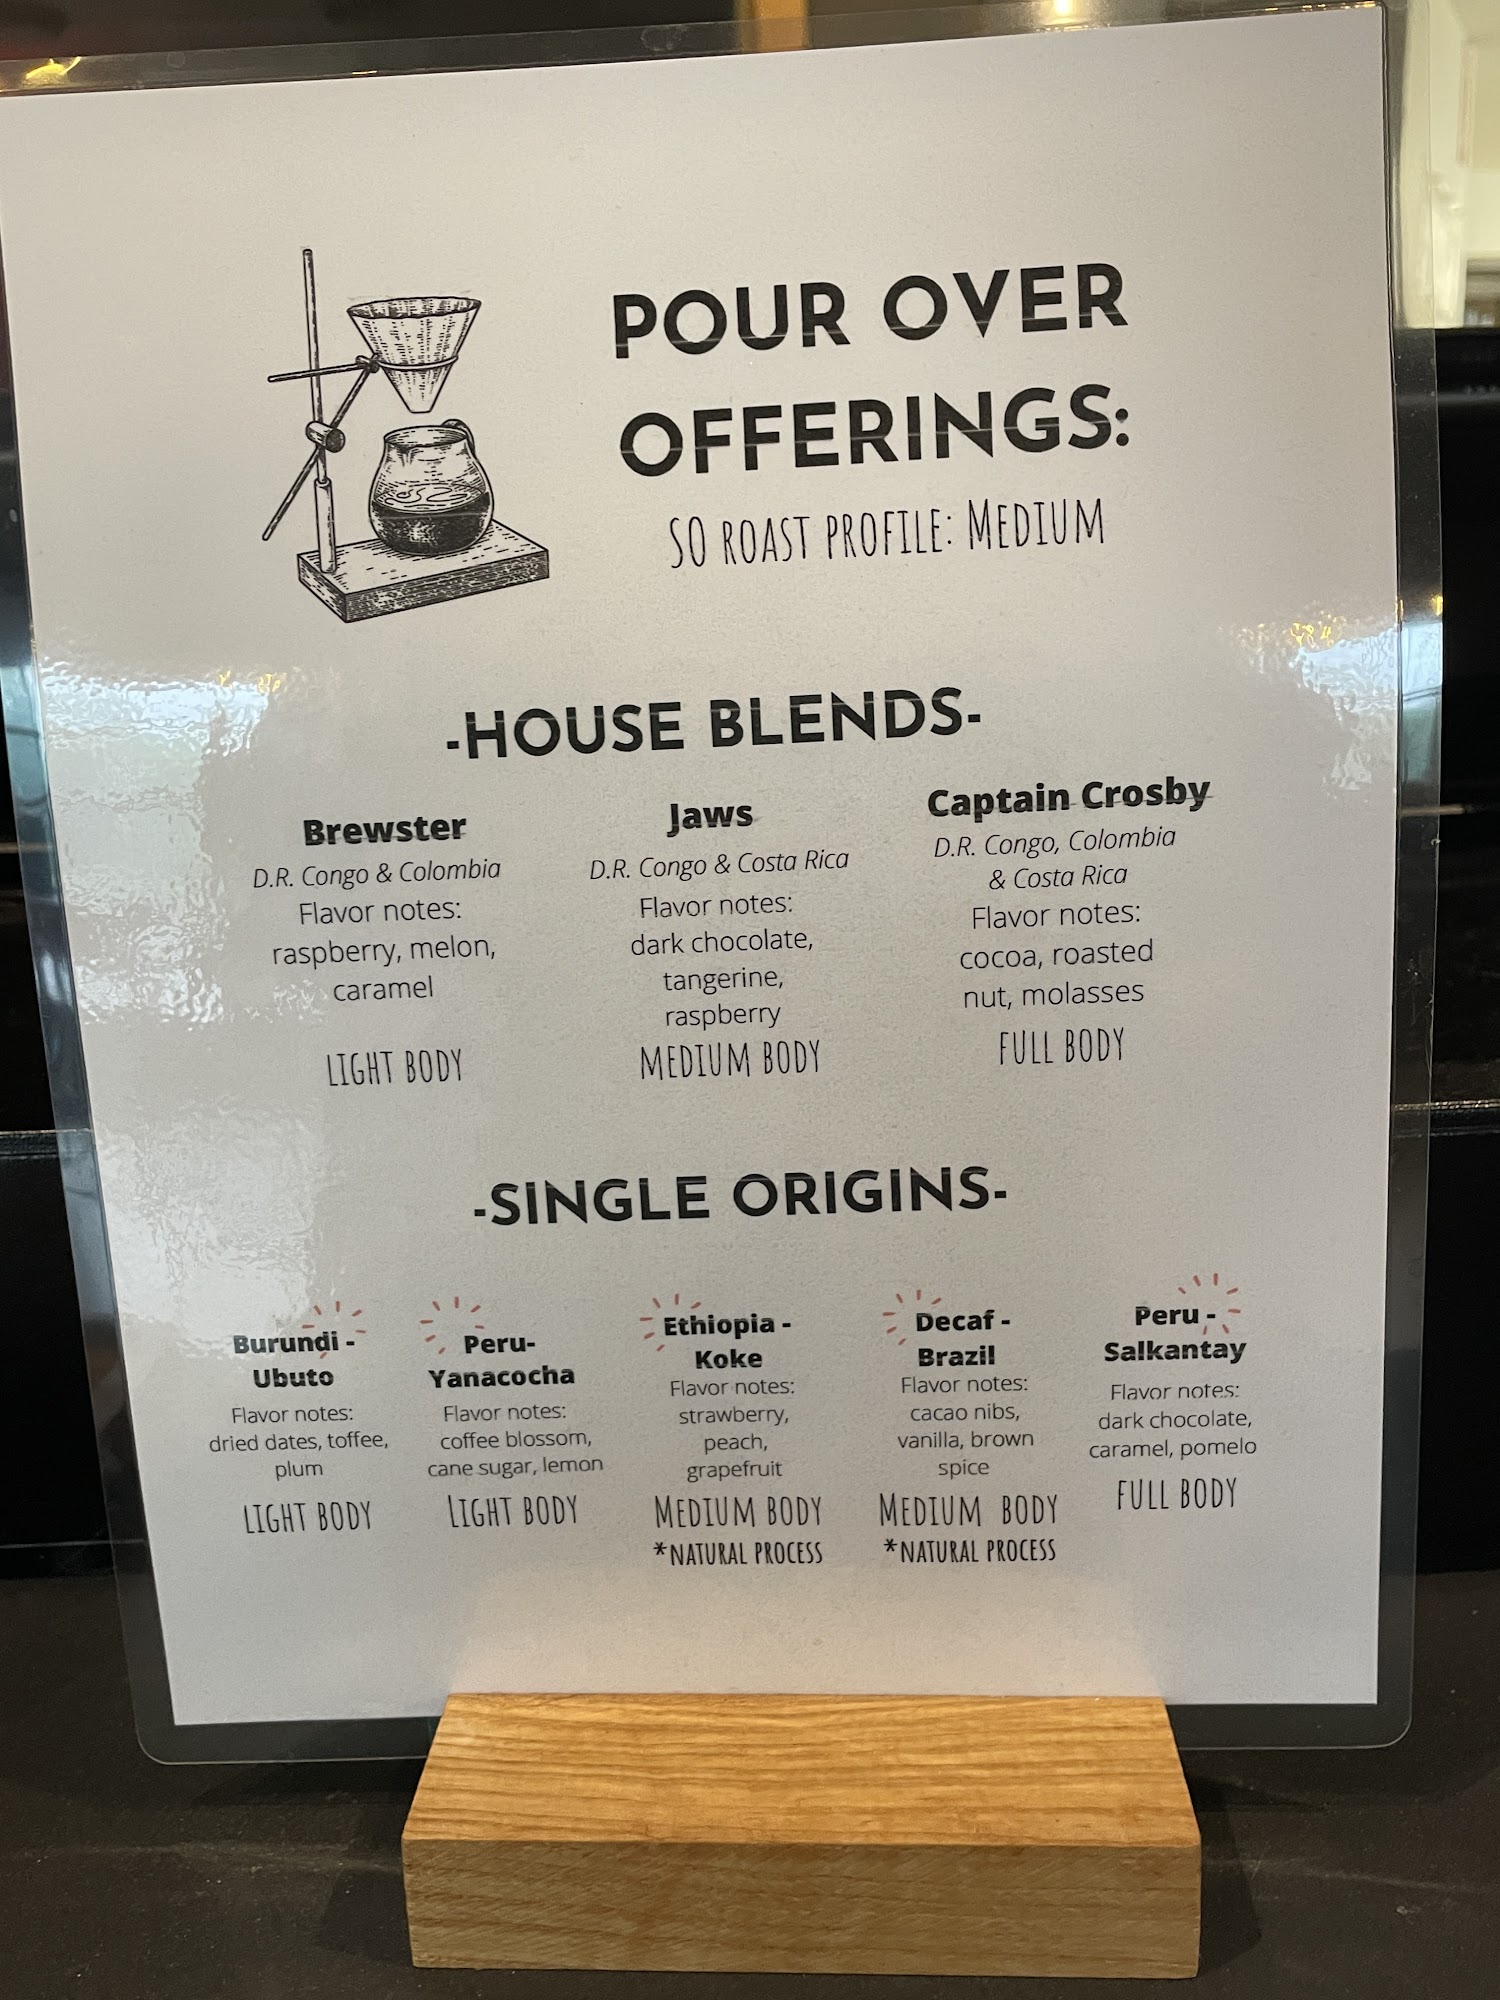 POUR OVER
OFFERINGS:
SO ROAST PROFILE: MEDIUM
-HOUSE BLENDS-
Brewster
D.R. Congo & Colombia
Flavor notes:
raspberry, melon,
caramel
LIGHT BODY
Jaws
D.R. Congo & Costa Rica
Flavor notes:
dark chocolate,
tangerine,
raspberry
MEDIUM BODY
Captain Crosby
D.R. Congo, Colombia
& Costa Rica
Flavor notes:
cocoa, roasted
nut, molasses
FULL BODY
-SINGLE ORIGINS-
Burundi -
Ubuto
Flavor notes:
dried dates, toffee,
plum
LIGHT BODY
Peru-
Yanacocha
Flavor notes:
coffee blossom,
cane sugar, lemon
LIGHT BODY
Ethiopia -
Koke
Flavor notes:
strawberry,
peach,
grapefruit
MEDIUM BODY
*NATURAL PROCESS
Decaf -
Brazil
Flavor notes:
cacao nibs,
vanilla, brown
spice
MEDIUM BODY
*NATURAL PROCESS
Peru -
Salkantay
Flavor notes:
dark chocolate,
caramel, pomelo
FULL BODY